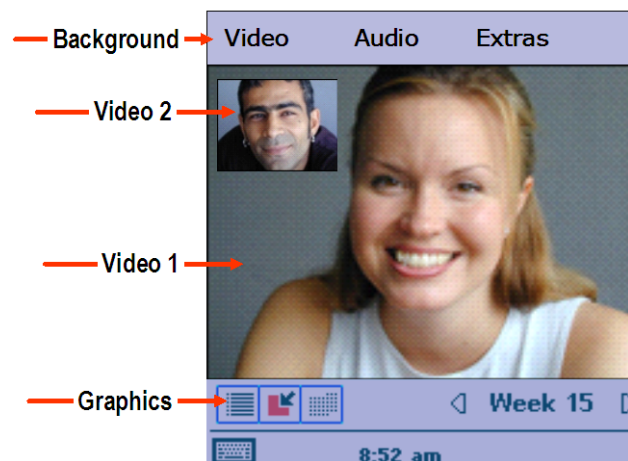 Background
Video Audio Extras
Video 2
Video 1
Graphics
Week 15
8:52 am